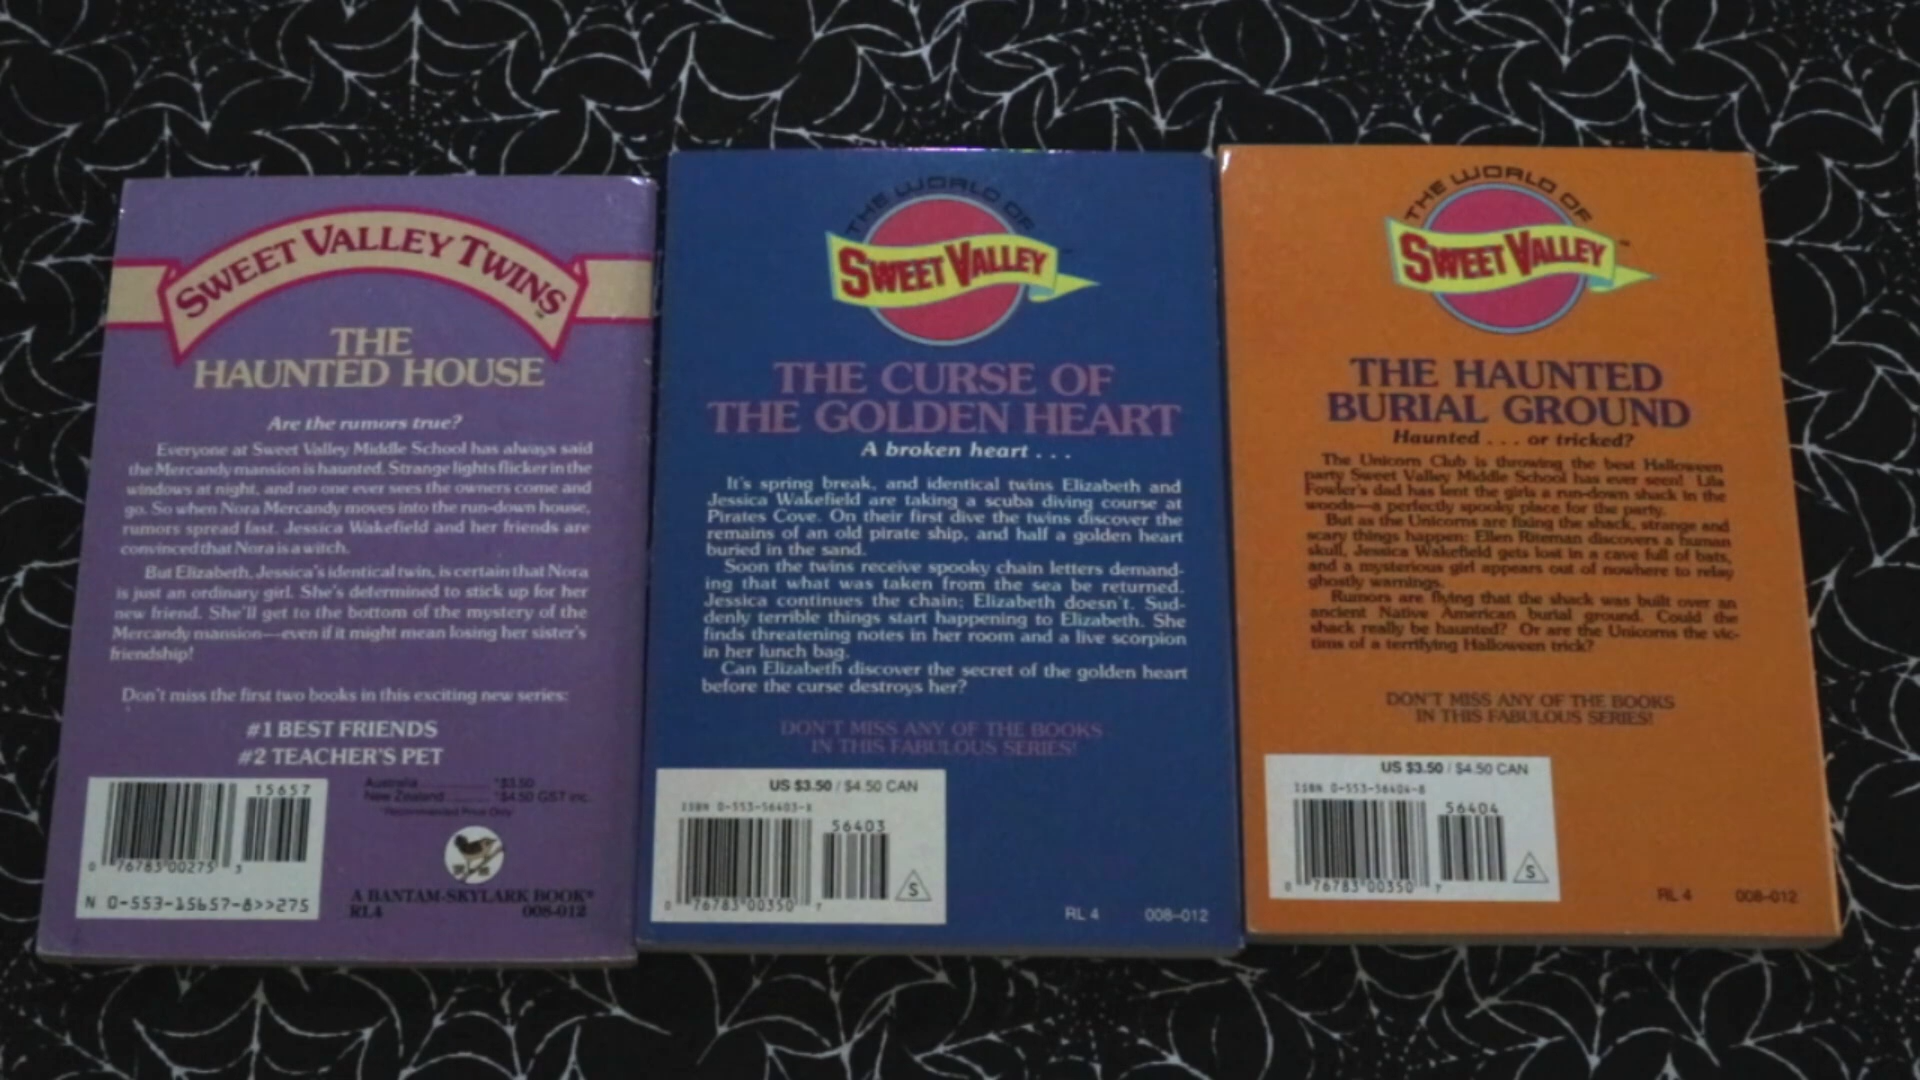 SWEET VALLEY TWINS
™
THE
HAUNTED HOUSE
Are the rumors true?
Everyone at Sweet Valley Middle School has always said
the Mercandy mansion is haunted. Strange lights flicker in the
windows at night, and no one ever sees the owners come and
go. So when Nora Mercandy moves into the run-down house,
rumors spread fast. Jessica Wakefield and her friends are
convinced that Nora is a witch.
But Elizabeth, Jessica's identical twin, is certain that Nora
is just an ordinary girl. She's determined to stick up for her
new friend. She'll get to the bottom of the mystery of the
Mercandy mansion—even if it might mean losing her sister's
friendship!
Don't miss the first two books in this exciting new series:
#1 BEST FRIENDS
#2 TEACHER'S PET
15657
0 76783 00275 3
N 0-553-15657-8>>275
Australia *$3.50
New Zealand *$4.50 GST inc.
*Recommended Price Only
A BANTAM-SKYLARK BOOK®
RL4 008-012
THE WORLD OF
SWEET VALLEY
™
THE CURSE OF
THE GOLDEN HEART
A broken heart . . .
It's spring break, and identical twins Elizabeth and
Jessica Wakefield are taking a scuba diving course at
Pirates Cove. On their first dive the twins discover the
remains of an old pirate ship, and half a golden heart
buried in the sand.
Soon the twins receive spooky chain letters demand-
ing that what was taken from the sea be returned.
Jessica continues the chain; Elizabeth doesn't. Sud-
denly terrible things start happening to Elizabeth. She
finds threatening notes in her room and a live scorpion
in her lunch bag.
Can Elizabeth discover the secret of the golden heart
before the curse destroys her?
DON'T MISS ANY OF THE BOOKS
IN THIS FABULOUS SERIES!
US $3.50 / $4.50 CAN
ISBN 0-553-56403-X
56403
0 76783 00350 7
S
RL 4 008-012
THE WORLD OF
SWEET VALLEY
™
THE HAUNTED
BURIAL GROUND
Haunted . . . or tricked?
The Unicorn Club is throwing the best Halloween
party Sweet Valley Middle School has ever seen! Lila
Fowler's dad has lent the girls a run-down shack in the
woods—a perfectly spooky place for the party.
But as the Unicorns are fixing the shack, strange and
scary things happen: Ellen Riteman discovers a human
skull, Jessica Wakefield gets lost in a cave full of bats,
and a mysterious girl appears out of nowhere to relay
ghostly warnings.
Rumors are flying that the shack was built over an
ancient Native American burial ground. Could the
shack really be haunted? Or are the Unicorns the vic-
tims of a terrifying Halloween trick?
DON'T MISS ANY OF THE BOOKS
IN THIS FABULOUS SERIES!
US $3.50 / $4.50 CAN
ISBN 0-553-56404-8
56404
0 76783 00350 7
S
RL 4 008-012